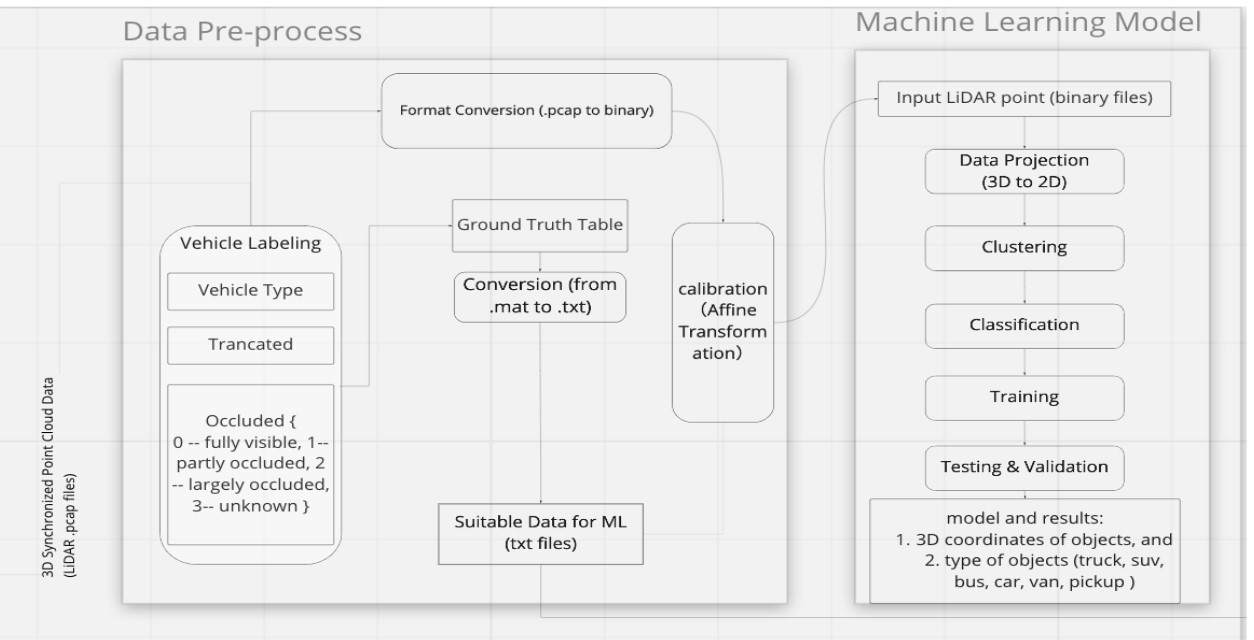 Data Pre-process
Machine Learning Model
Format Conversion (.pcap to binary)
Input LiDAR point (binary files)
Data Projection
(3D to 2D)
Ground Truth Table
Vehicle Labeling
Clustering
Conversion (from
.mat to .txt)
Vehicle Type
calibration
（Affine
Transform
ation）
Classification
Trancated
Training
Occluded {
0 -- fully visible, 1--
partly occluded, 2
-- largely occluded,
3-- unknown }
3D Synchronized Point Cloud Data
(LiDAR .pcap files)
Testing & Validation
Suitable Data for ML
(txt files)
model and results:
1. 3D coordinates of objects, and
2. type of objects (truck, suv,
bus, car, van, pickup )